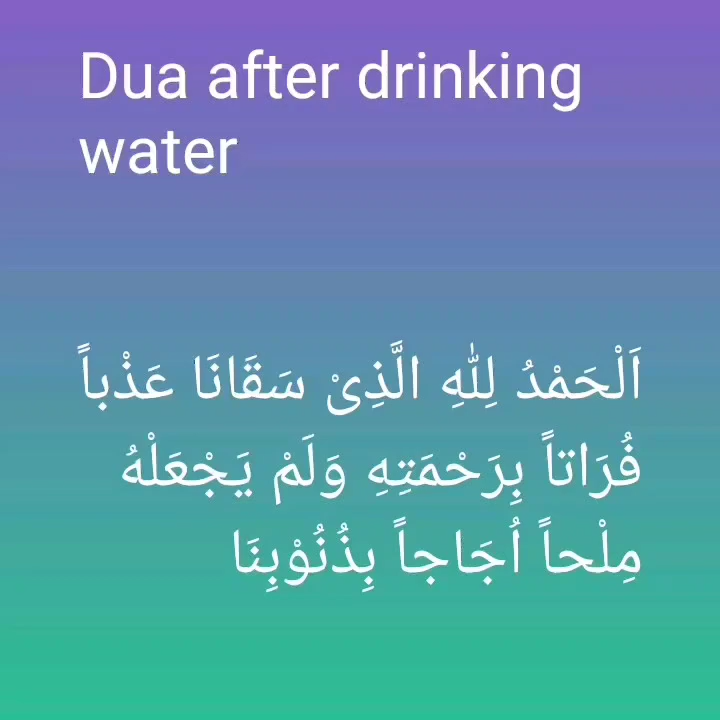 Dua after drinking
water
اَلْحَمْدُ لِلّٰهِ الَّذِىْ سَقَانَا عَذْباً
فُرَاتاً بِرَحْمَتِهِ وَلَمْ يَجْعَلْهُ
مِلْحاً اُجَاجاً بِذُنُوْبِنَا